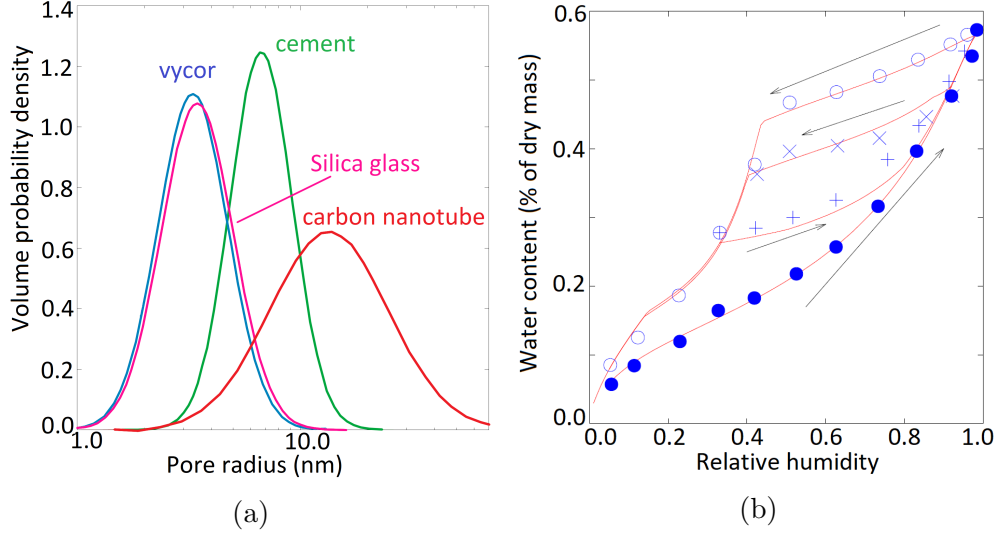 1.4
1.2
1.0
0.8
0.6
0.4
0.2
0.0
Volume probability density
vycor
cement
Silica glass
carbon nanotube
1.0
10.0
Pore radius (nm)
(a)
0.6
0.4
0.2
0.0
Water content (% of dry mass)
0.0
0.2
0.4
0.6
0.8
1.0
Relative humidity
(b)